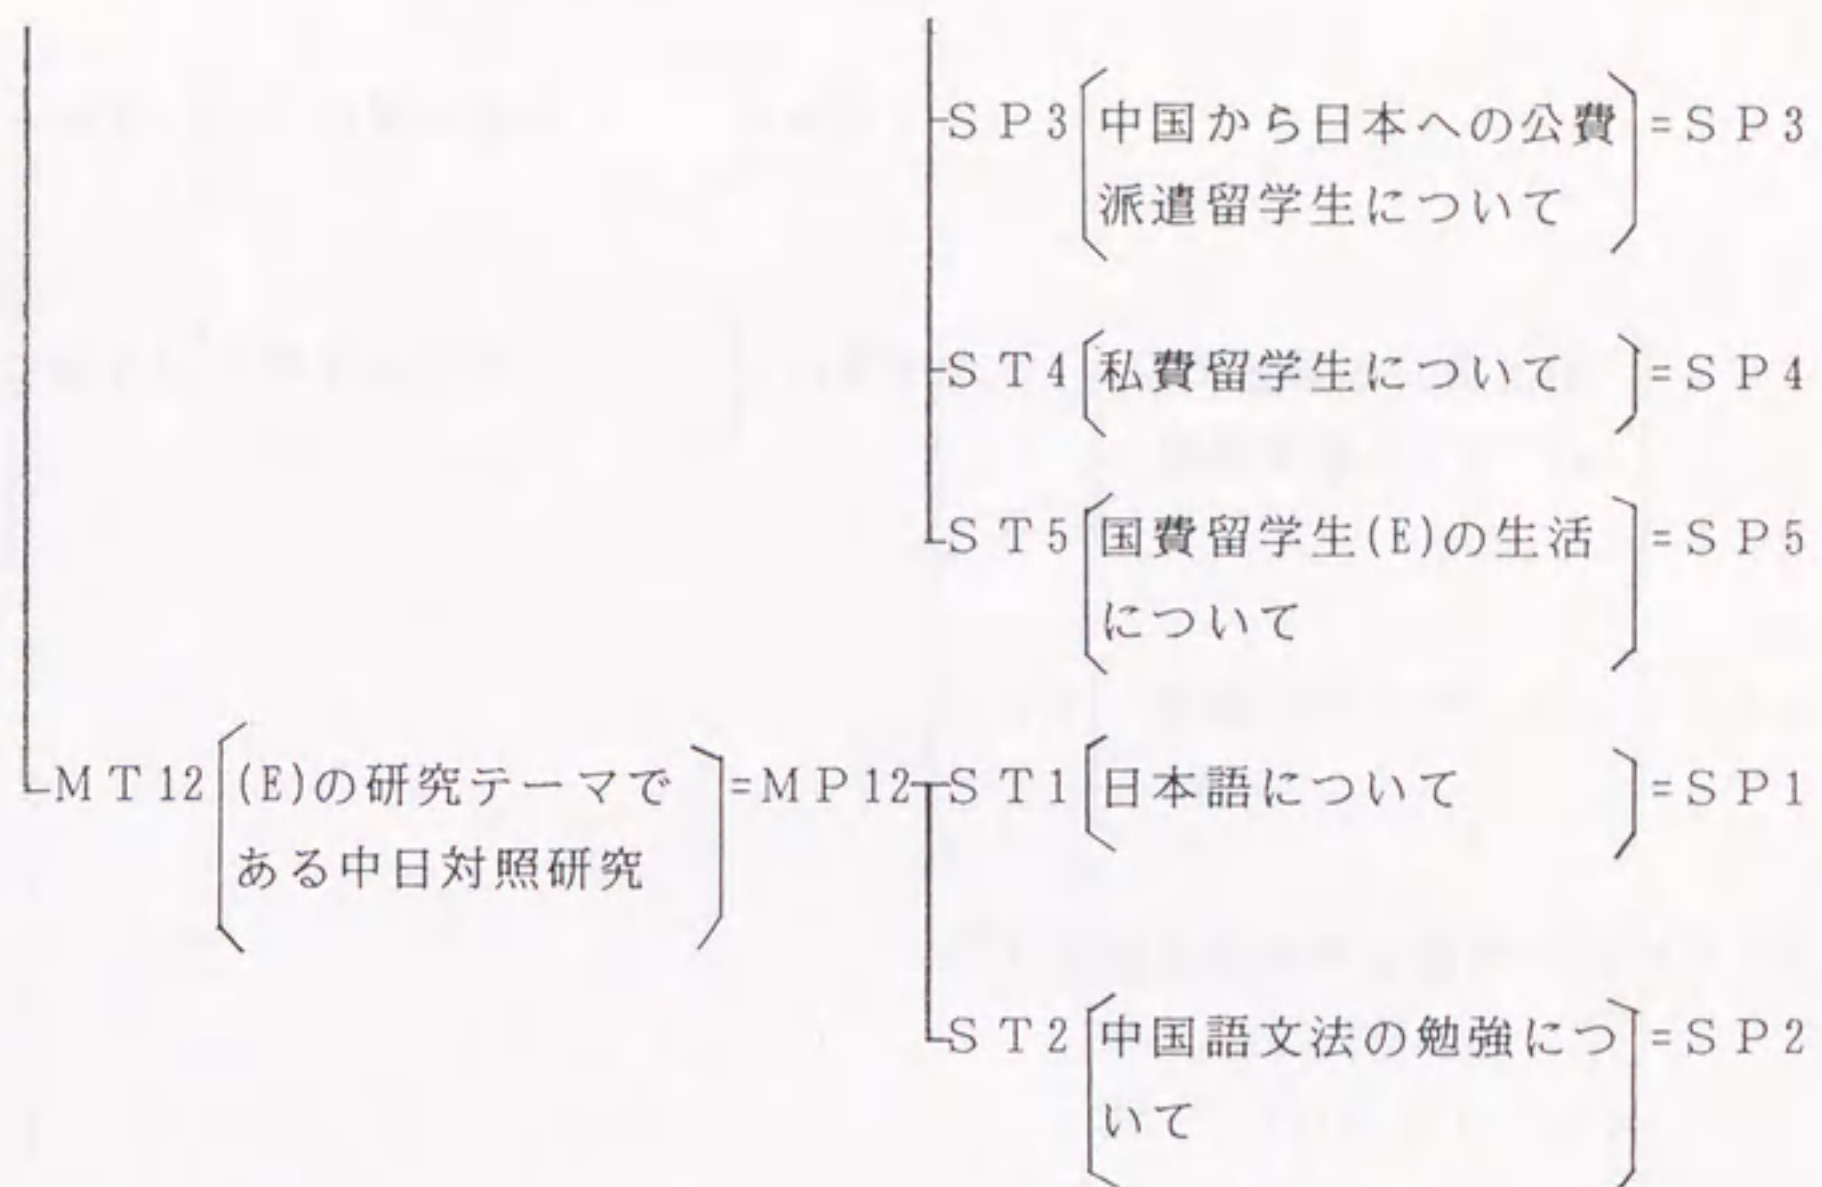 SP3 中国から日本への公費 =SP3
派遣留学生について
ST4 私費留学生について =SP4
ST5 国費留学生(E)の生活 =SP5
について
MT12 (E)の研究テーマで =MP12 ST1 日本語について =SP1
ある中日対照研究
ST2 中国語文法の勉強につ =SP2
いて